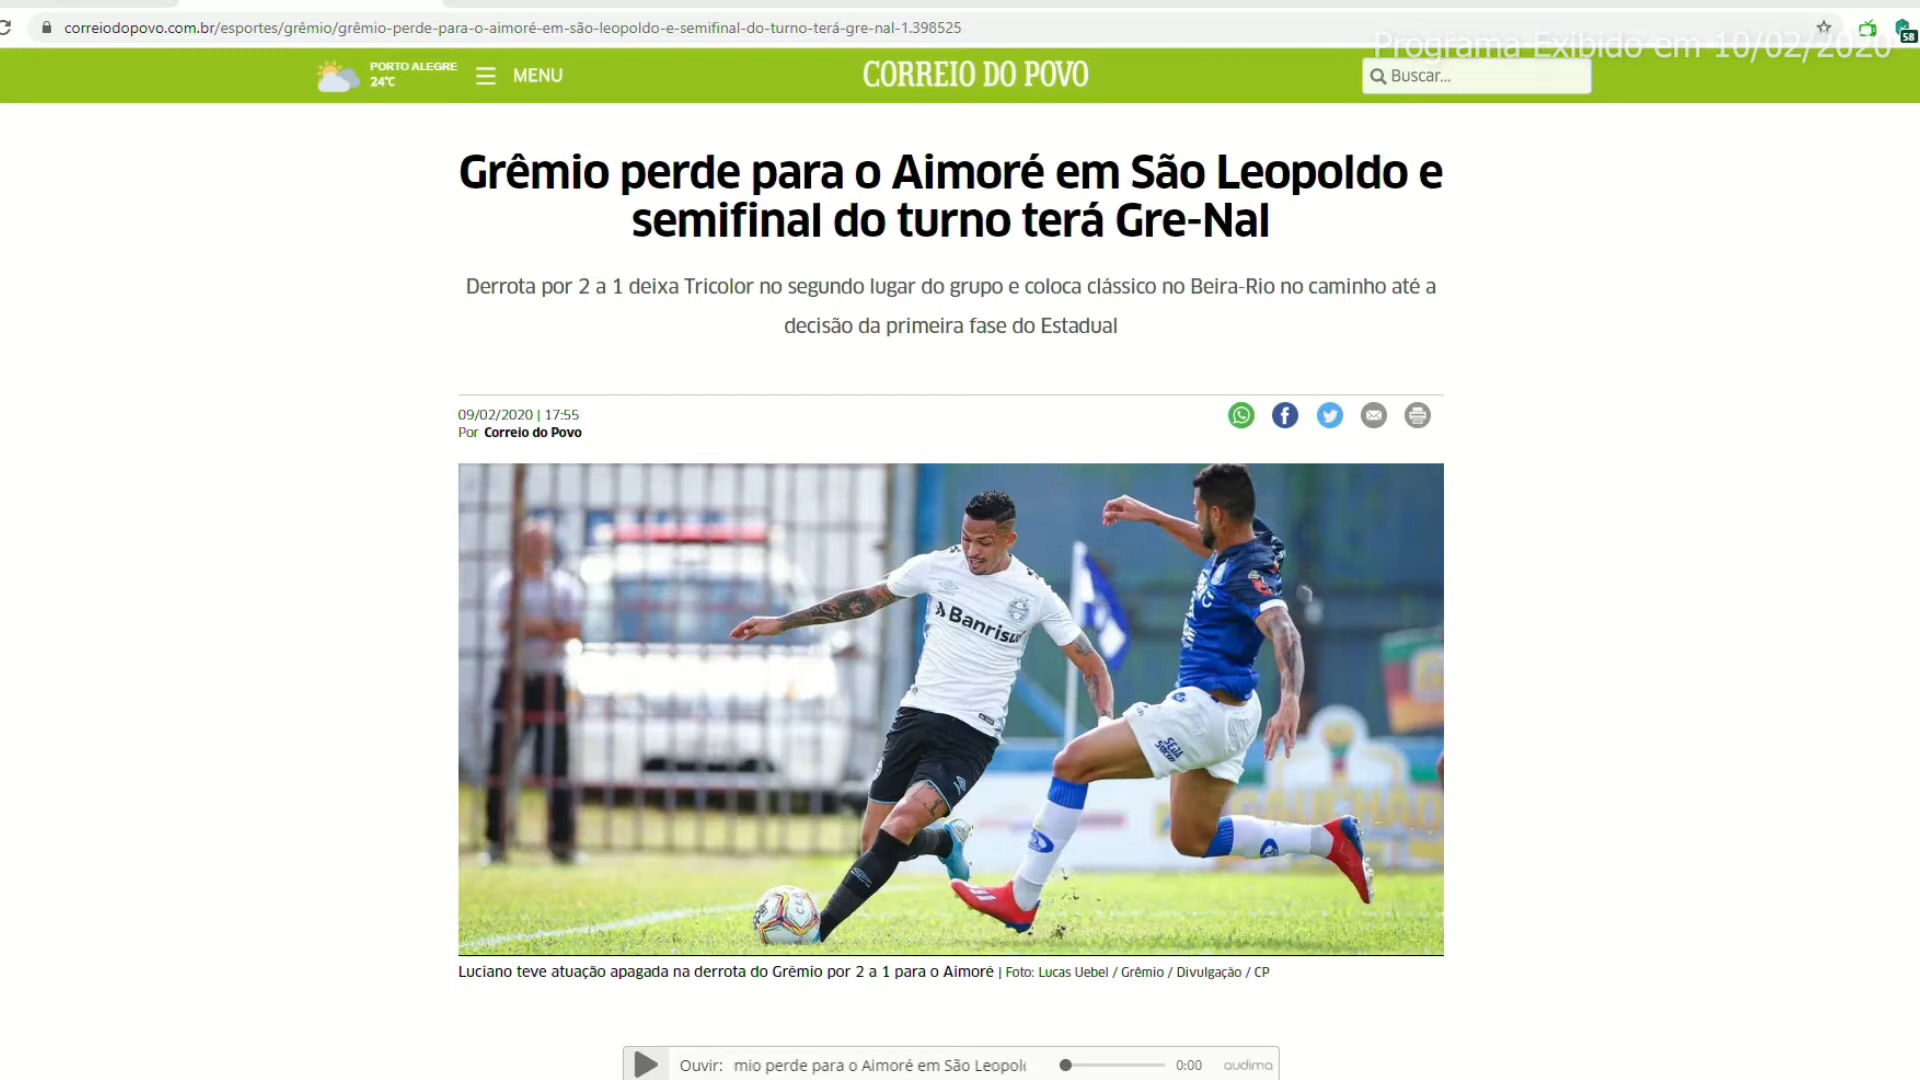 correiodopovo.com.br/esportes/grêmio/grêmio-perde-para-o-aimoré-em-são-leopoldo-e-semifinal-do-turno-terá-gre-nal-1.398525
58
Programa Exibido em 10/02/2020
PORTO ALEGRE
24°C
MENU
CORREIO DO POVO
Buscar...
Grêmio perde para o Aimoré em São Leopoldo e
semifinal do turno terá Gre-Nal
Derrota por 2 a 1 deixa Tricolor no segundo lugar do grupo e coloca clássico no Beira-Rio no caminho até a
decisão da primeira fase do Estadual
09/02/2020 | 17:55
Por Correio do Povo
Banrisul
SEJA
GAUCHÃO
Luciano teve atuação apagada na derrota do Grêmio por 2 a 1 para o Aimoré | Foto: Lucas Uebel / Grêmio / Divulgação / CP
Ouvir: mio perde para o Aimoré em São Leopol
0:00
audima